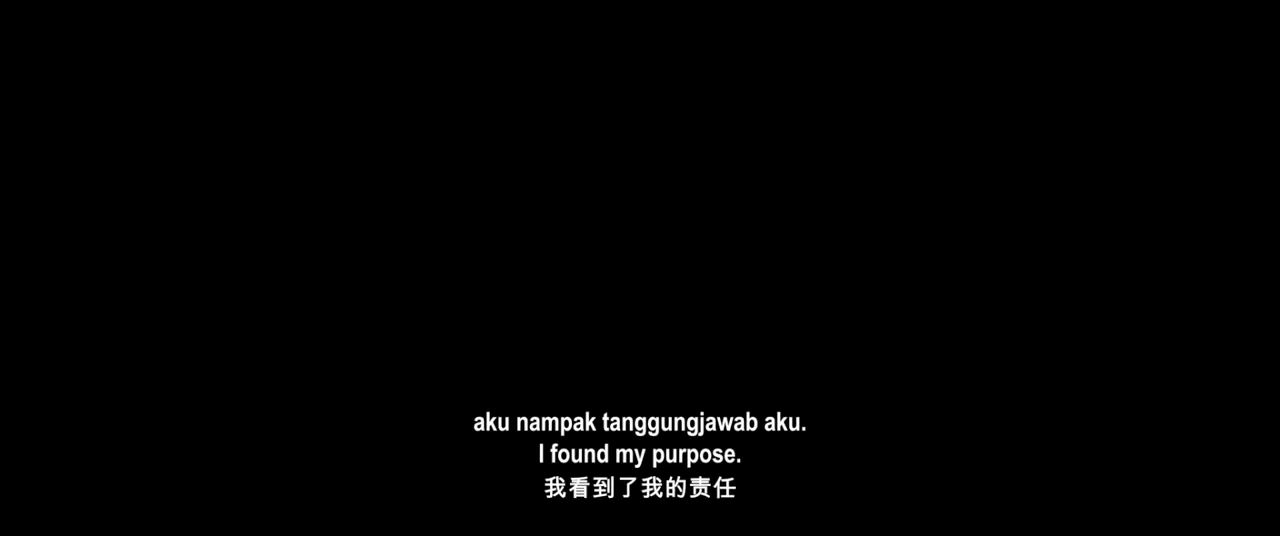 aku nampak tanggungjawab aku.
I found my purpose.
我看到了我的责任